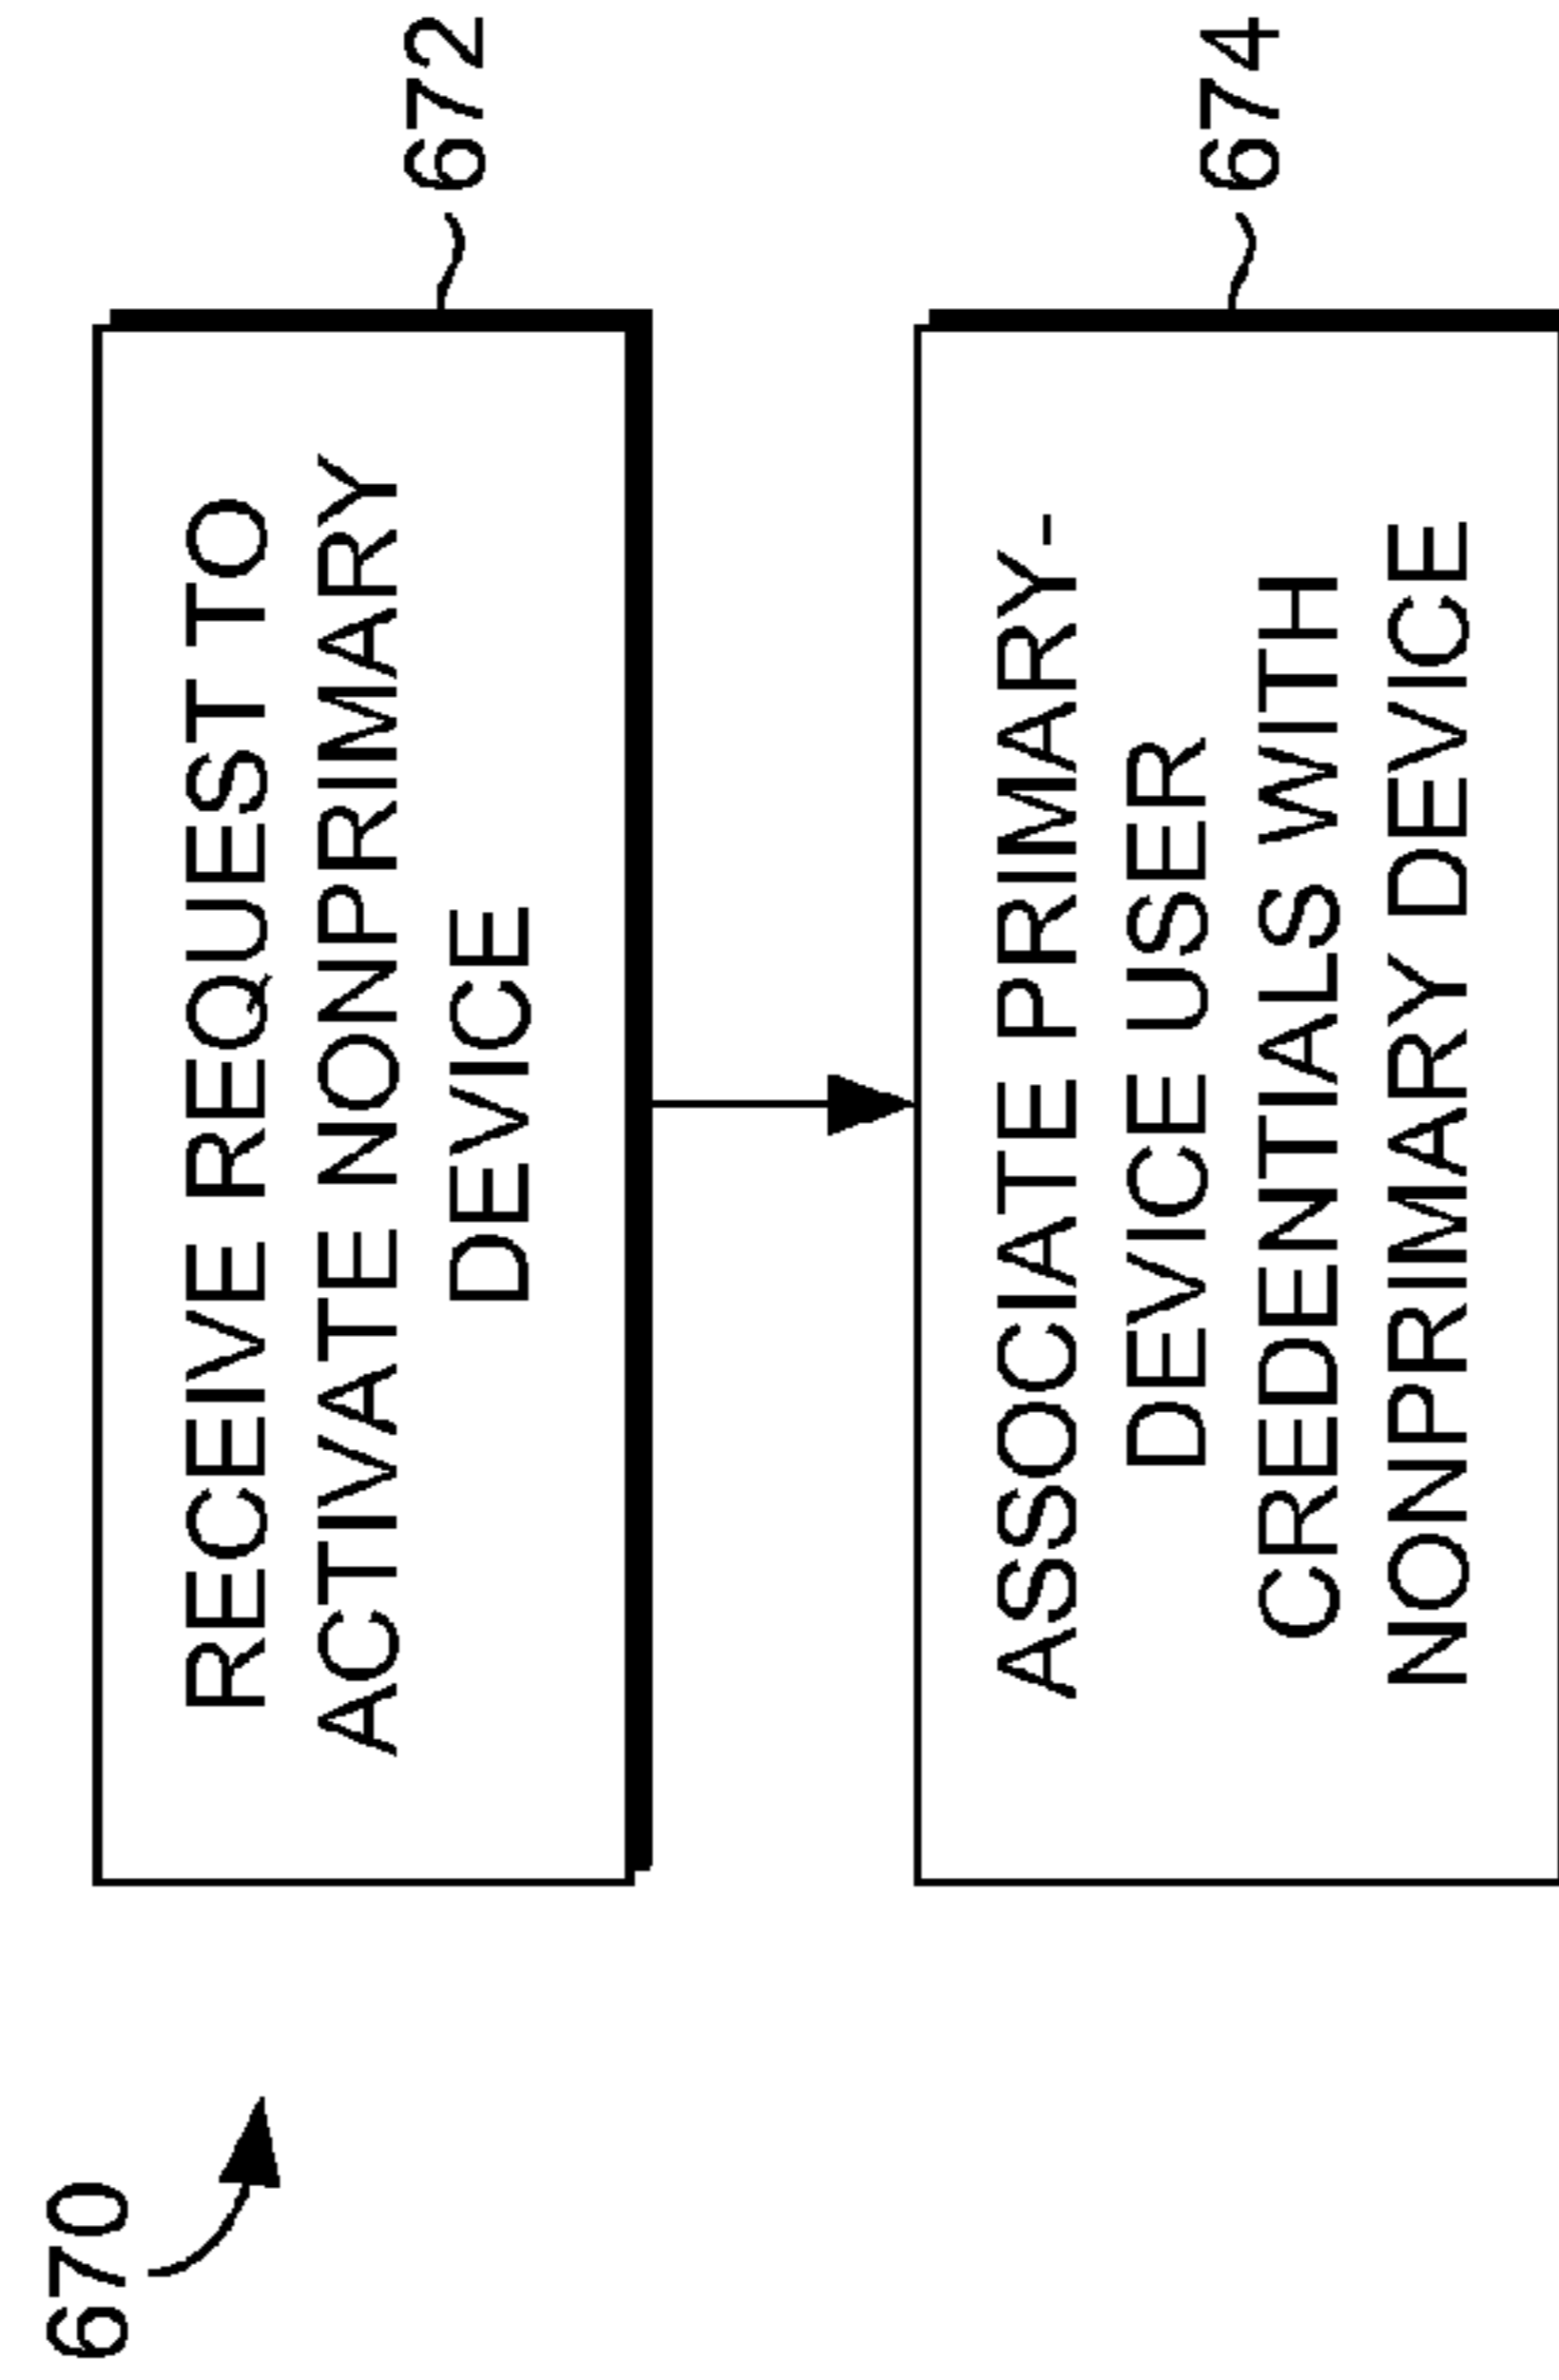 670
RECEIVE REQUEST TO
ACTIVATE NONPRIMARY
DEVICE
672
ASSOCIATE PRIMARY-
DEVICE USER
CREDENTIALS WITH
NONPRIMARY DEVICE
674